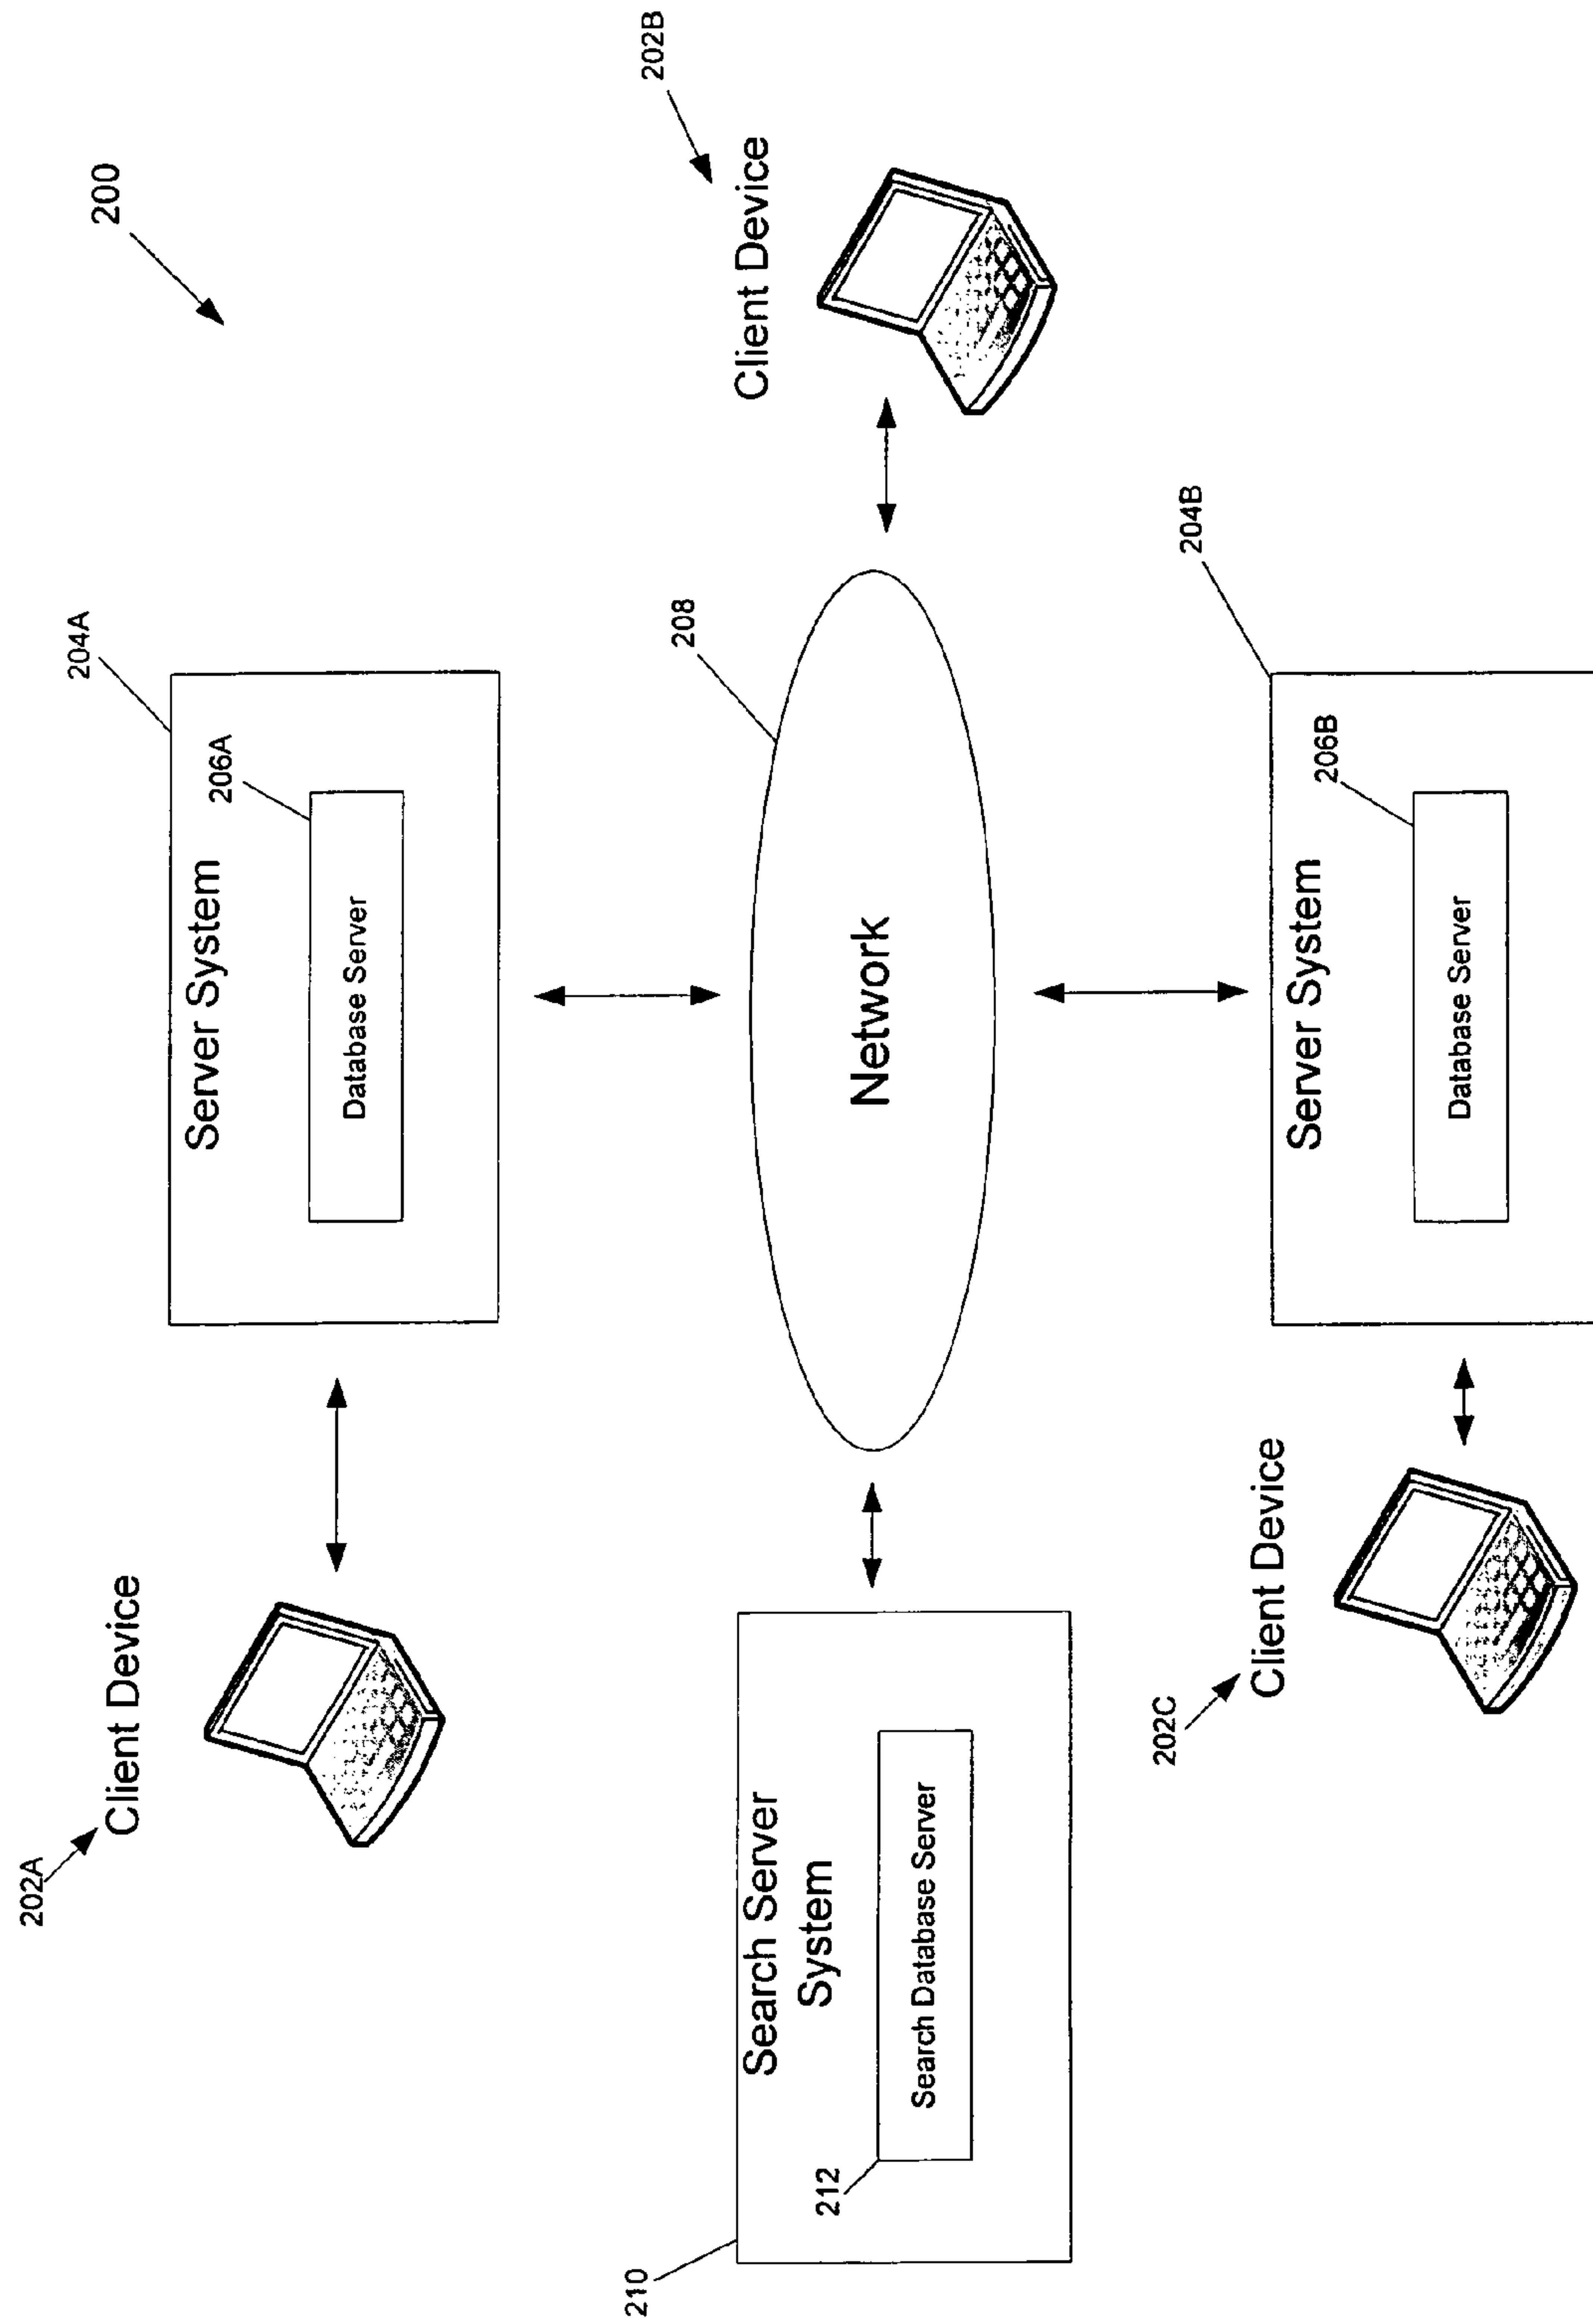 200
202A
Client Device
204A
Server System
206A
Database Server
202B
Client Device
208
Network
210
Search Server
System
212
Search Database Server
202C
Client Device
204B
Server System
206B
Database Server